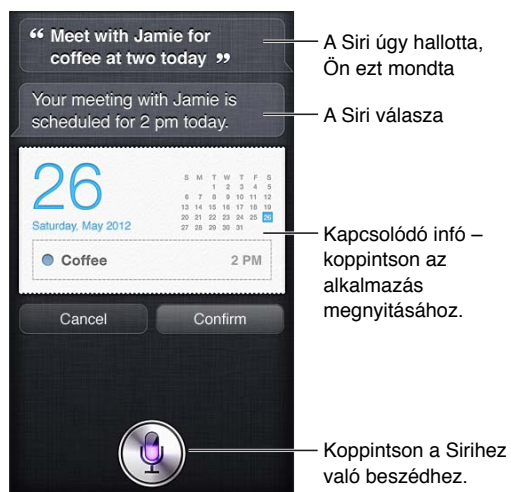 “ Meet with Jamie for
coffee at two today ”
A Siri úgy hallotta,
Ön ezt mondta
Your meeting with Jamie is
scheduled for 2 pm today.
A Siri válasza
26
Saturday, May 2012
S M T W T F S
1 2 3 4 5
6 7 8 9 10 11 12
13 14 15 16 17 18 19
20 21 22 23 24 25 26
27 28 29 30 31
Coffee 2 PM
Kapcsolódó infó –
koppintson az
alkalmazás
megnyitásához.
Cancel Confirm
Koppintson a Sirihez
való beszédhez.